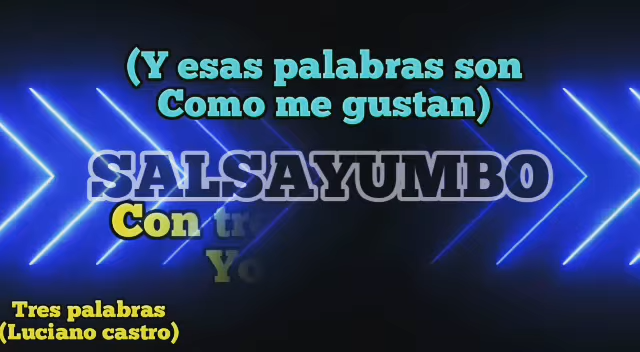 (Y esas palabras son
Como me gustan)
SALSAYUMBO
Con
Tres palabras
(Luciano castro)